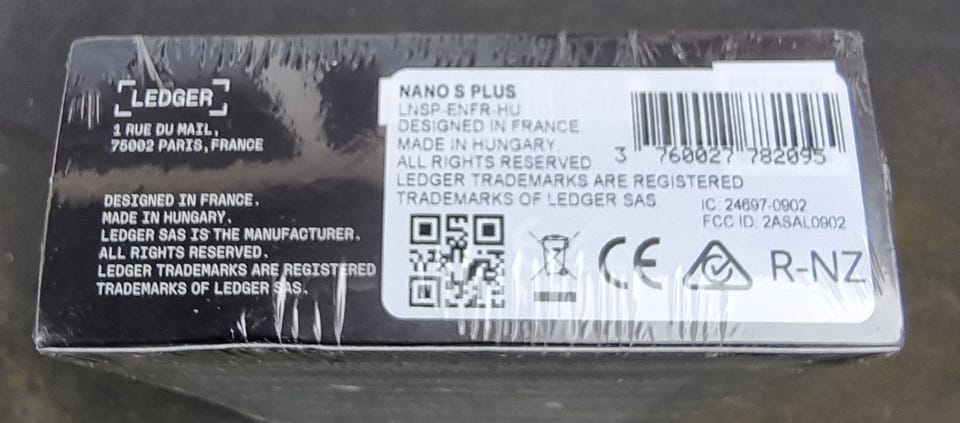 LEDGER
1 RUE DU MAIL,
75002 PARIS, FRANCE
DESIGNED IN FRANCE.
MADE IN HUNGARY.
LEDGER SAS IS THE MANUFACTURER.
ALL RIGHTS RESERVED.
LEDGER TRADEMARKS ARE REGISTERED
TRADEMARKS OF LEDGER SAS.
NANO S PLUS
LNSP-ENFR-HU
DESIGNED IN FRANCE.
MADE IN HUNGARY.
ALL RIGHTS RESERVED
LEDGER TRADEMARKS ARE REGISTERED
TRADEMARKS OF LEDGER SAS.
3 760027 782095
IC: 24697-0902
FCC ID: 2ASAL0902
CE
R-NZ